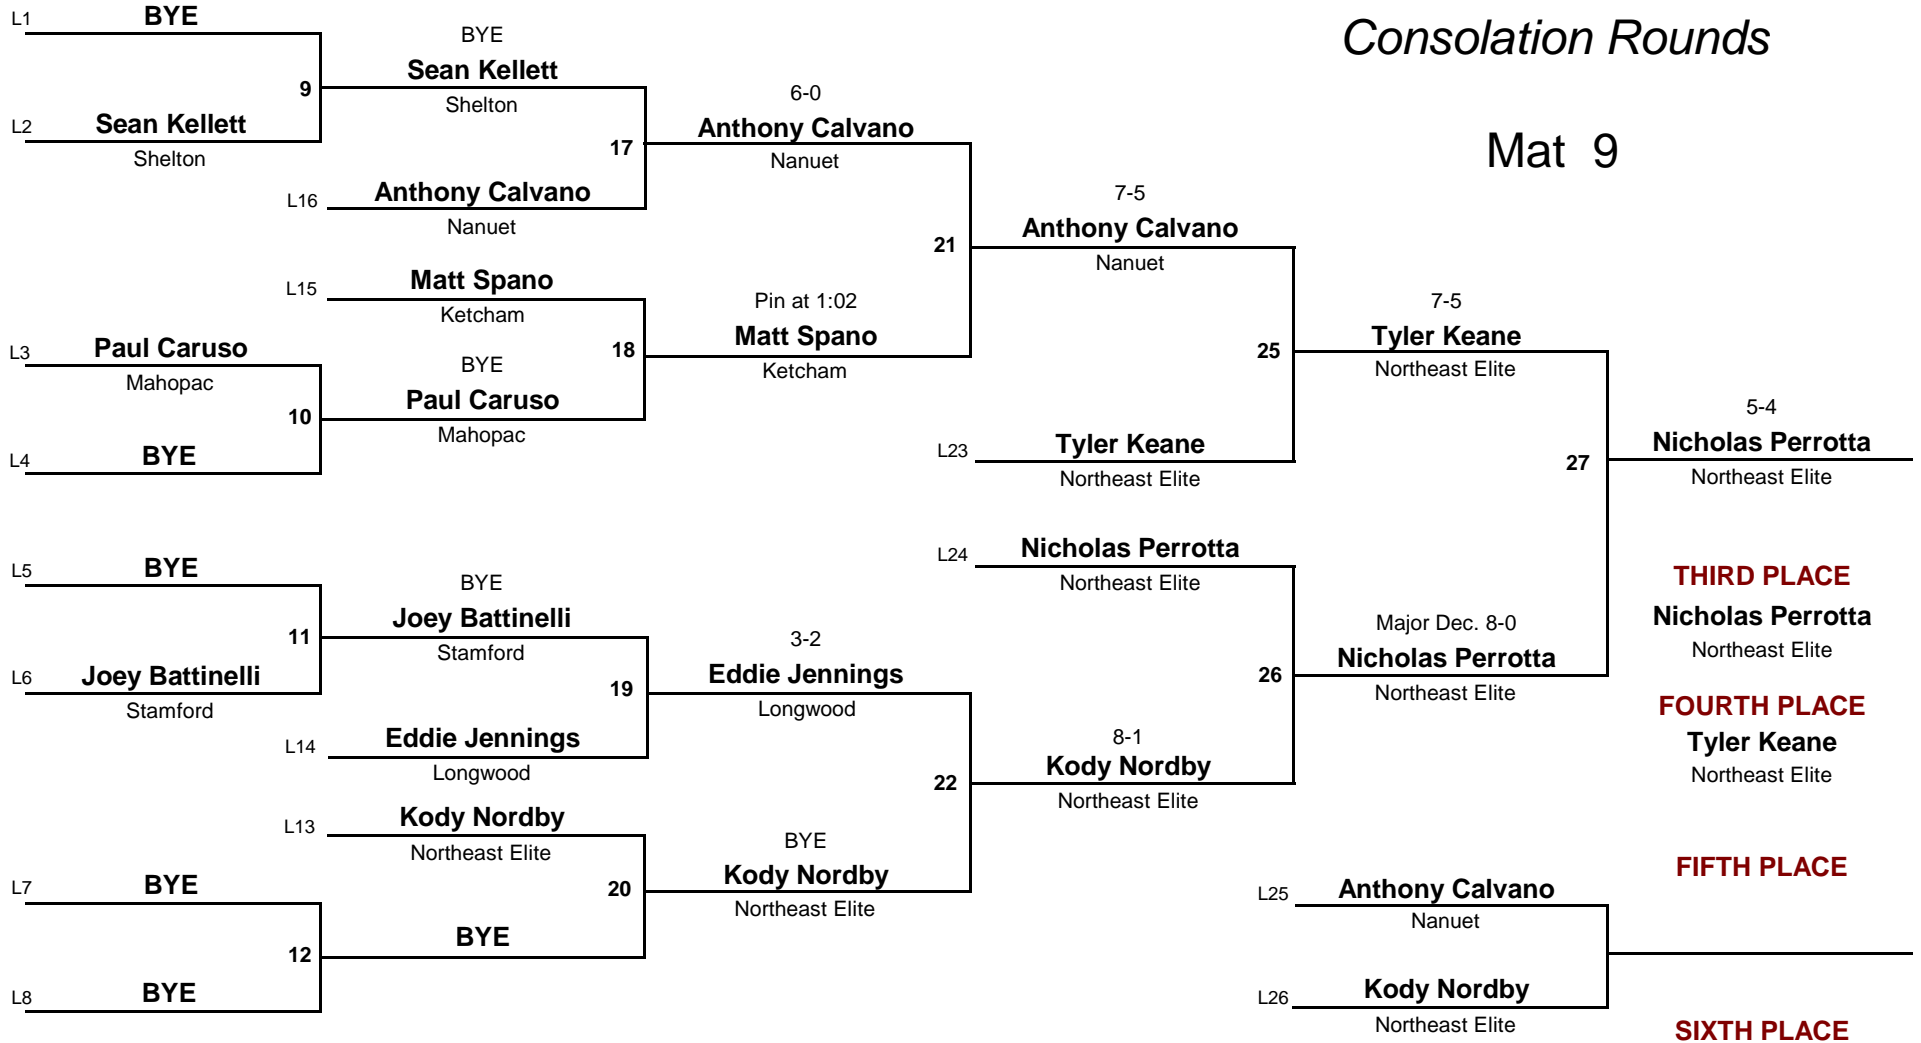 Consolation Rounds
Mat 9
L1 BYE
9
L2 Sean Kellett
Shelton
L3 Paul Caruso
Mahopac
10
L4 BYE
L5 BYE
11
L6 Joey Battinelli
Stamford
L7 BYE
12
L8 BYE
BYE
Sean Kellett
Shelton
17
L16 Anthony Calvano
Nanuet
L15 Matt Spano
Ketcham
18
BYE
Paul Caruso
Mahopac
BYE
Joey Battinelli
Stamford
19
L14 Eddie Jennings
Longwood
L13 Kody Nordby
Northeast Elite
20
BYE
6-0
Anthony Calvano
Nanuet
21
Pin at 1:02
Matt Spano
Ketcham
3-2
Eddie Jennings
Longwood
22
BYE
Kody Nordby
Northeast Elite
7-5
Anthony Calvano
Nanuet
25
L23 Tyler Keane
Northeast Elite
L24 Nicholas Perrotta
Northeast Elite
26
8-1
Kody Nordby
Northeast Elite
7-5
Tyler Keane
Northeast Elite
27
Major Dec. 8-0
Nicholas Perrotta
Northeast Elite
L25 Anthony Calvano
Nanuet
L26 Kody Nordby
Northeast Elite
5-4
Nicholas Perrotta
Northeast Elite
THIRD PLACE
Nicholas Perrotta
Northeast Elite
FOURTH PLACE
Tyler Keane
Northeast Elite
FIFTH PLACE
SIXTH PLACE